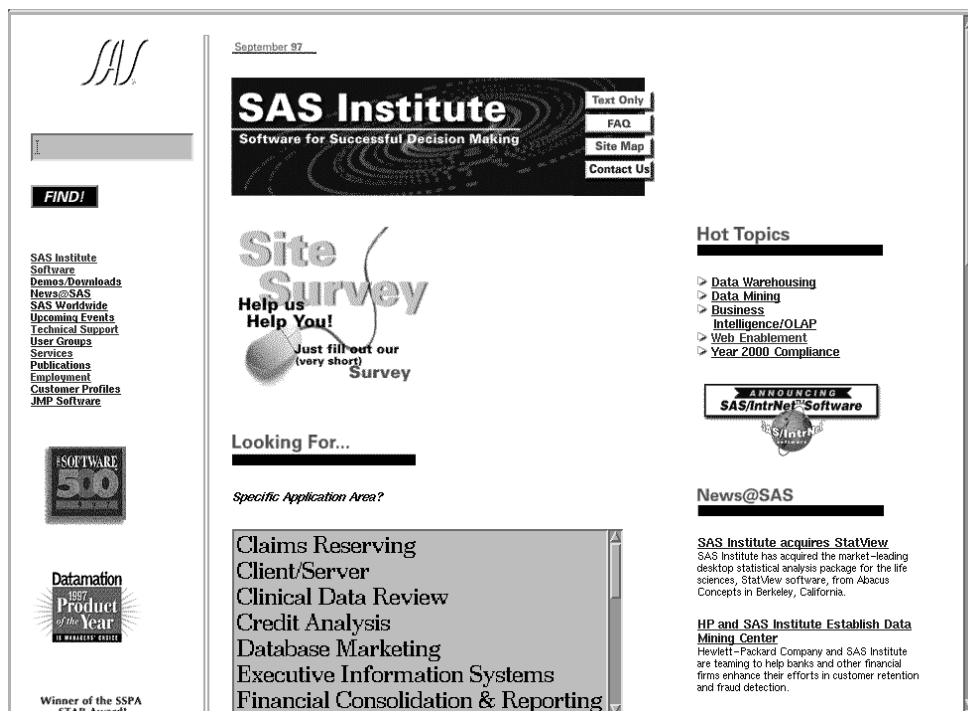 SAS
September 97
SAS Institute
Software for Successful Decision Making
Text Only
FAQ
Site Map
Contact Us
FIND!
SAS Institute
Software
Demos/Downloads
News@SAS
SAS Worldwide
Upcoming Events
Technical Support
User Groups
Services
Publications
Employment
Customer Profiles
JMP Software
SOFTWARE
500
Datamation
1997
Product
of the Year
IS MANAGERS' CHOICE
Winner of the SSPA
STAR Award!
Site
Survey
Help us
Help You!
Just fill out our
(very short)
Survey
Looking For...
Specific Application Area?
Claims Reserving
Client/Server
Clinical Data Review
Credit Analysis
Database Marketing
Executive Information Systems
Financial Consolidation & Reporting
Hot Topics
Data Warehousing
Data Mining
Business
Intelligence/OLAP
Web Enablement
Year 2000 Compliance
ANNOUNCING
SAS/IntrNet™ Software
SAS/IntrNet
software
News@SAS
SAS Institute acquires StatView
SAS Institute has acquired the market-leading
desktop statistical analysis package for the life
sciences, StatView software, from Abacus
Concepts in Berkeley, California.
HP and SAS Institute Establish Data
Mining Center
Hewlett-Packard Company and SAS Institute
are teaming to help banks and other financial
firms enhance their efforts in customer retention
and fraud detection.